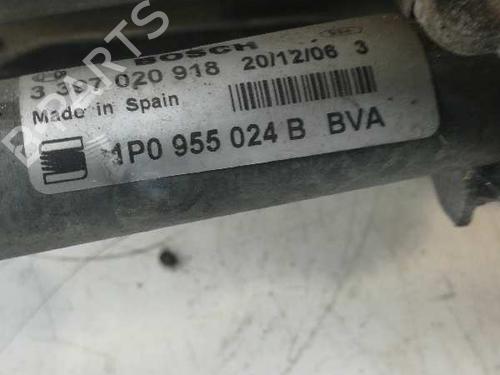 BOSCH
3 397 020 918 20/12/06 3
Made in Spain
1P0 955 024 B BVA